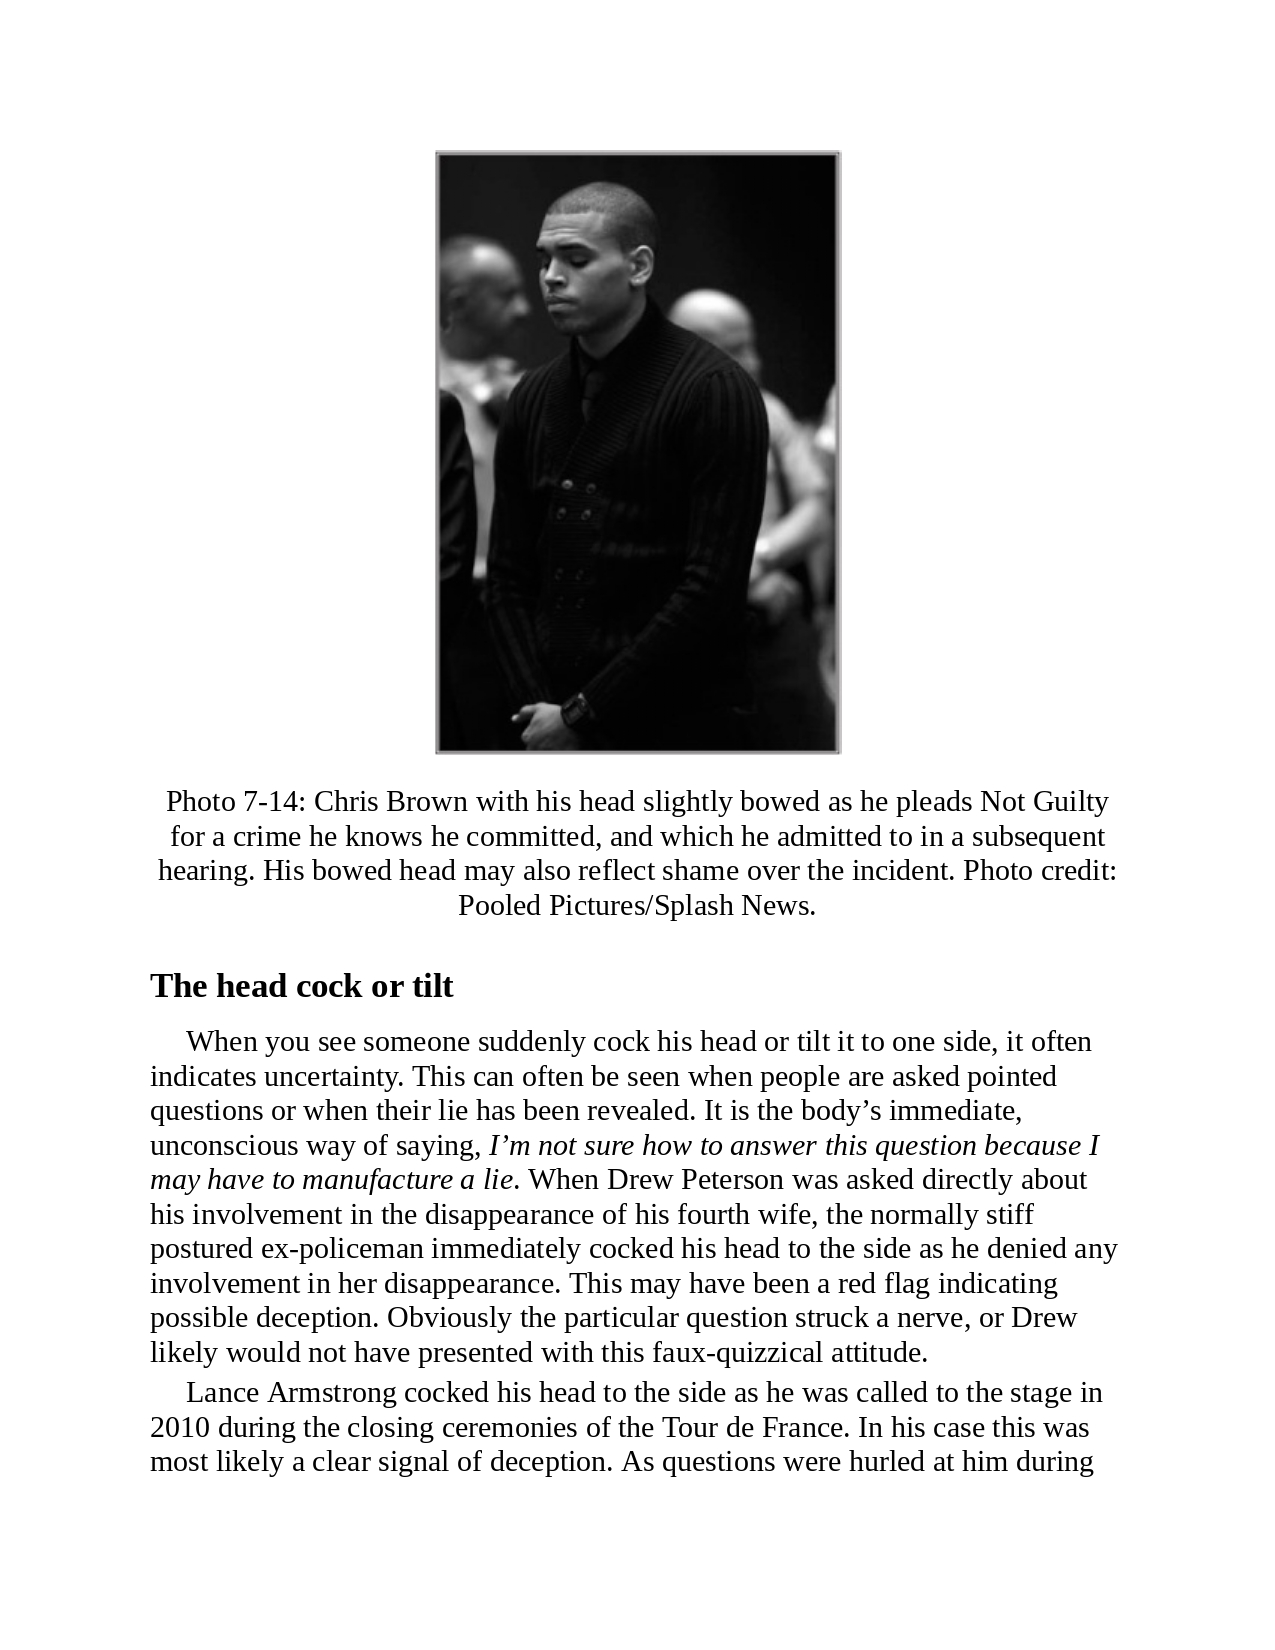 Photo 7-14: Chris Brown with his head slightly bowed as he pleads Not Guilty
for a crime he knows he committed, and which he admitted to in a subsequent
hearing. His bowed head may also reflect shame over the incident. Photo credit:
Pooled Pictures/Splash News.
The head cock or tilt
When you see someone suddenly cock his head or tilt it to one side, it often
indicates uncertainty. This can often be seen when people are asked pointed
questions or when their lie has been revealed. It is the body’s immediate,
unconscious way of saying, I’m not sure how to answer this question because I
may have to manufacture a lie. When Drew Peterson was asked directly about
his involvement in the disappearance of his fourth wife, the normally stiff
postured ex-policeman immediately cocked his head to the side as he denied any
involvement in her disappearance. This may have been a red flag indicating
possible deception. Obviously the particular question struck a nerve, or Drew
likely would not have presented with this faux-quizzical attitude.
Lance Armstrong cocked his head to the side as he was called to the stage in
2010 during the closing ceremonies of the Tour de France. In his case this was
most likely a clear signal of deception. As questions were hurled at him during